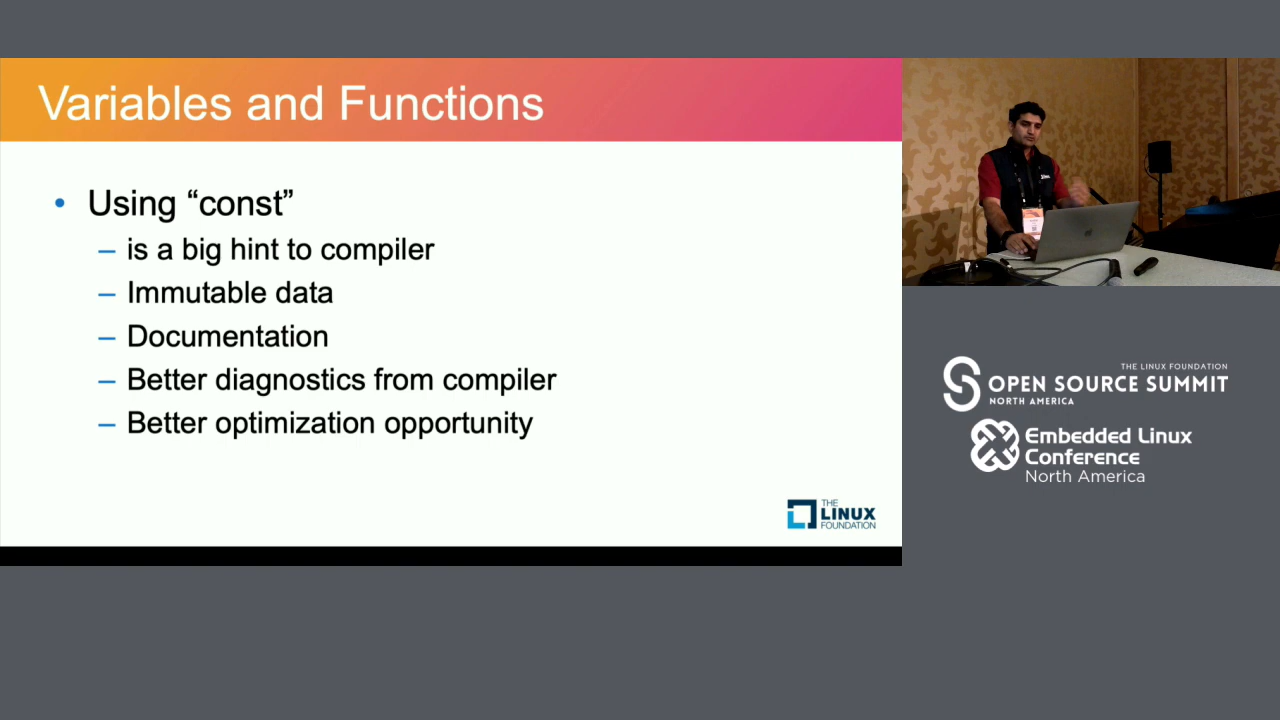 Variables and Functions
• Using “const”
– is a big hint to compiler
– Immutable data
– Documentation
– Better diagnostics from compiler
– Better optimization opportunity
THE
LINUX
FOUNDATION
THE LINUX FOUNDATION
OPEN SOURCE SUMMIT
NORTH AMERICA
Embedded Linux
Conference
North America